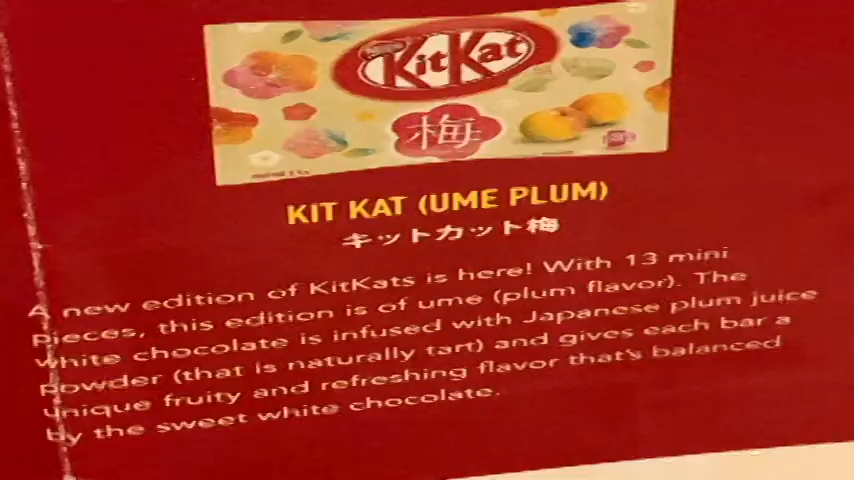 KitKat
梅
KIT KAT (UME PLUM)
キットカット梅
A new edition of KitKats is here! With 13 mini
pieces, this edition is of ume (plum flavor). The
white chocolate is infused with Japanese plum juice
powder (that is naturally tart) and gives each bar a
unique fruity and refreshing flavor that's balanced
by the sweet white chocolate.